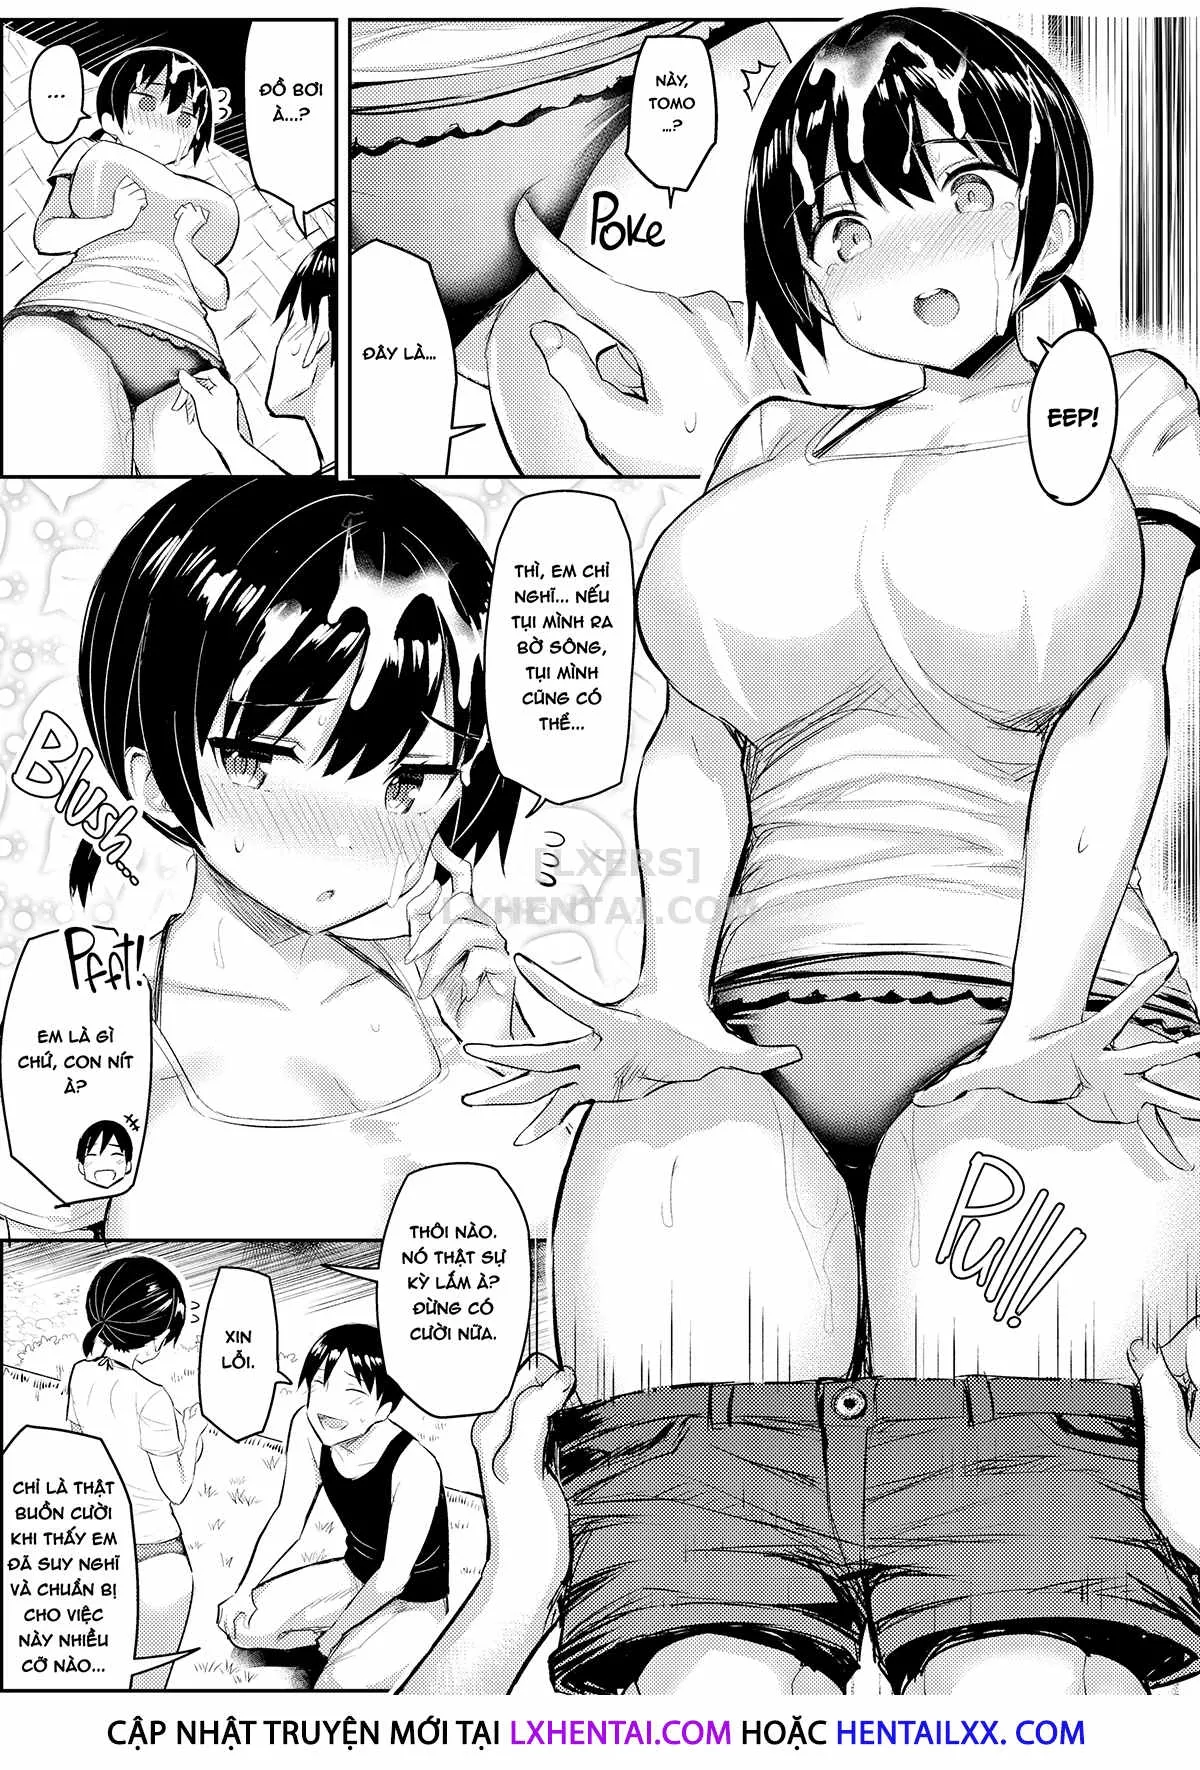 EEP!
NÀY,
TOMO
...?
POKE
ĐÂY LÀ...
ĐỒ BƠI
À...?
...
PULL!!!
THÌ, EM CHỈ
NGHĨ... NẾU
TỤI MÌNH RA
BỜ SÔNG,
TỤI MÌNH
CŨNG CÓ
THỂ...
BLUSH...
PFFT!
EM LÀ GÌ
CHỨ, CON NÍT
À?
[LXERS]
LXHENTAI.COM
THÔI NÀO.
NÓ THẬT SỰ
KỲ LẮM À?
ĐỪNG CÓ
CƯỜI NỮA.
XIN
LỖI.
CHỈ LÀ THẬT
BUỒN CƯỜI
KHI THẤY EM
ĐÃ SUY NGHĨ
VÀ CHUẨN BỊ
CHO VIỆC
NÀY NHIỀU
CỠ NÀO...
CẬP NHẬT TRUYỆN MỚI TẠI LXHENTAI.COM HOẶC HENTAILXX. COM